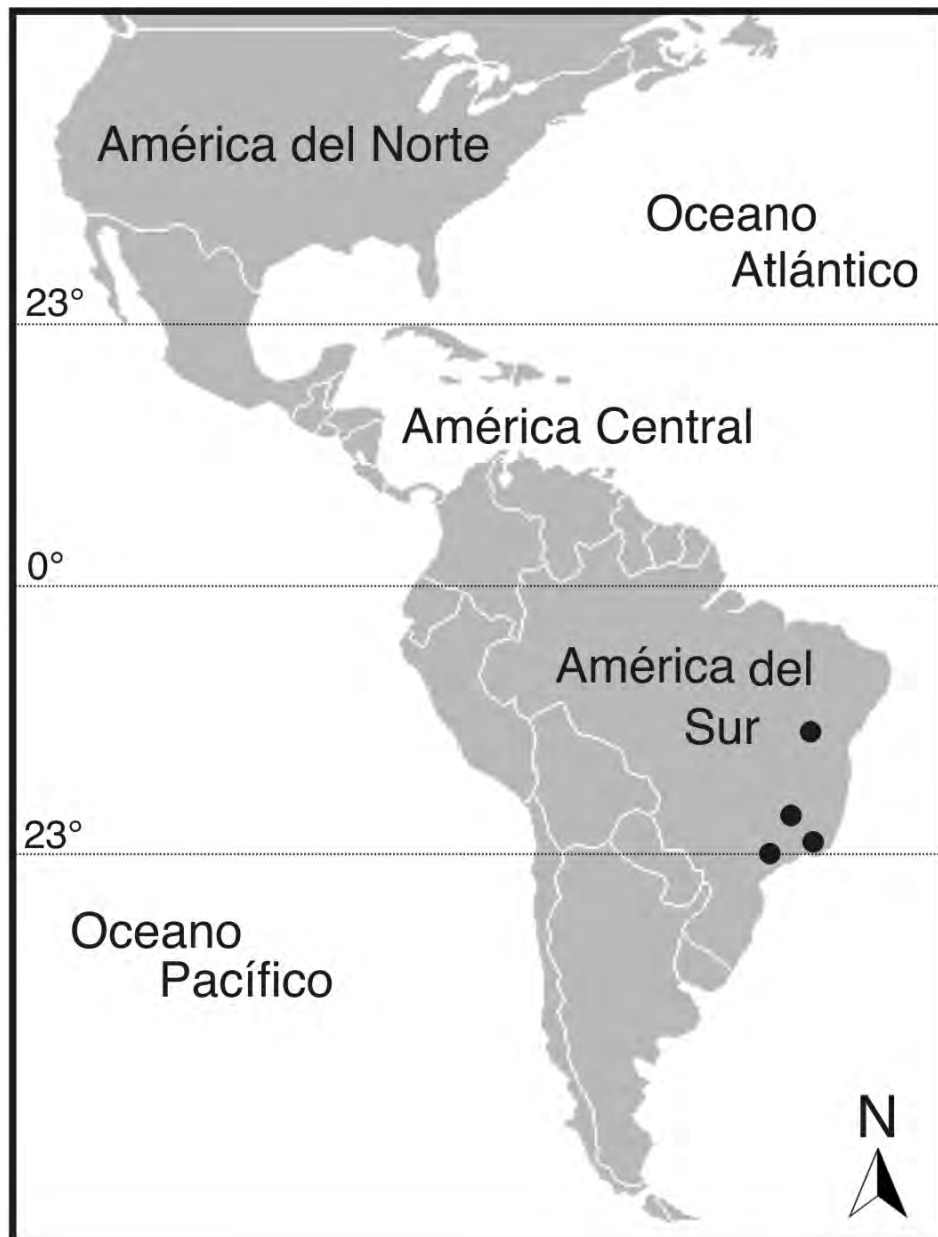 América del Norte
Oceano
Atlántico
23°
América Central
0°
América del
Sur
23°
Oceano
Pacífico
N